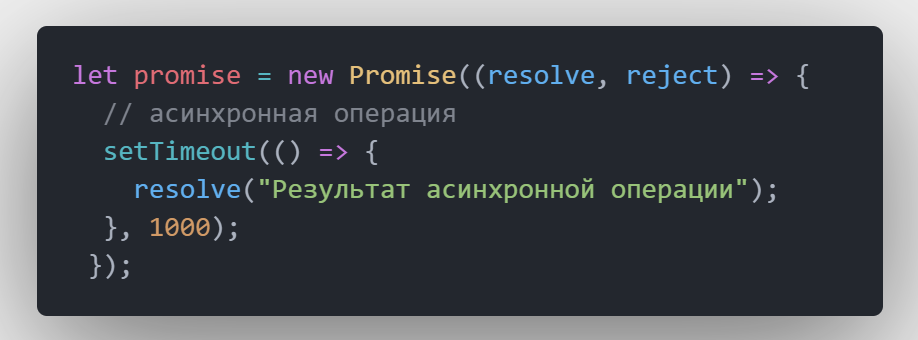 let promise = new Promise((resolve, reject) => {
  // асинхронная операция
  setTimeout(() => {
    resolve("Результат асинхронной операции");
  }, 1000);
 });